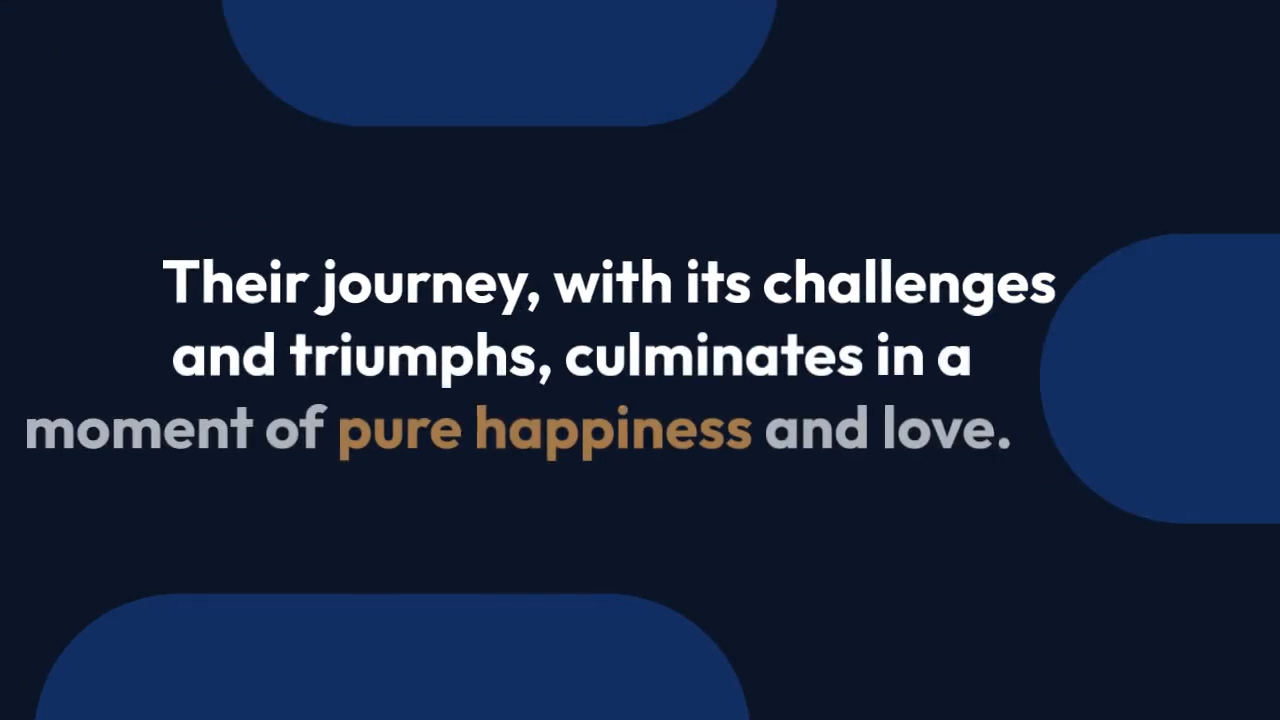 Their journey, with its challenges
and triumphs, culminates in a
moment of pure happiness and love.